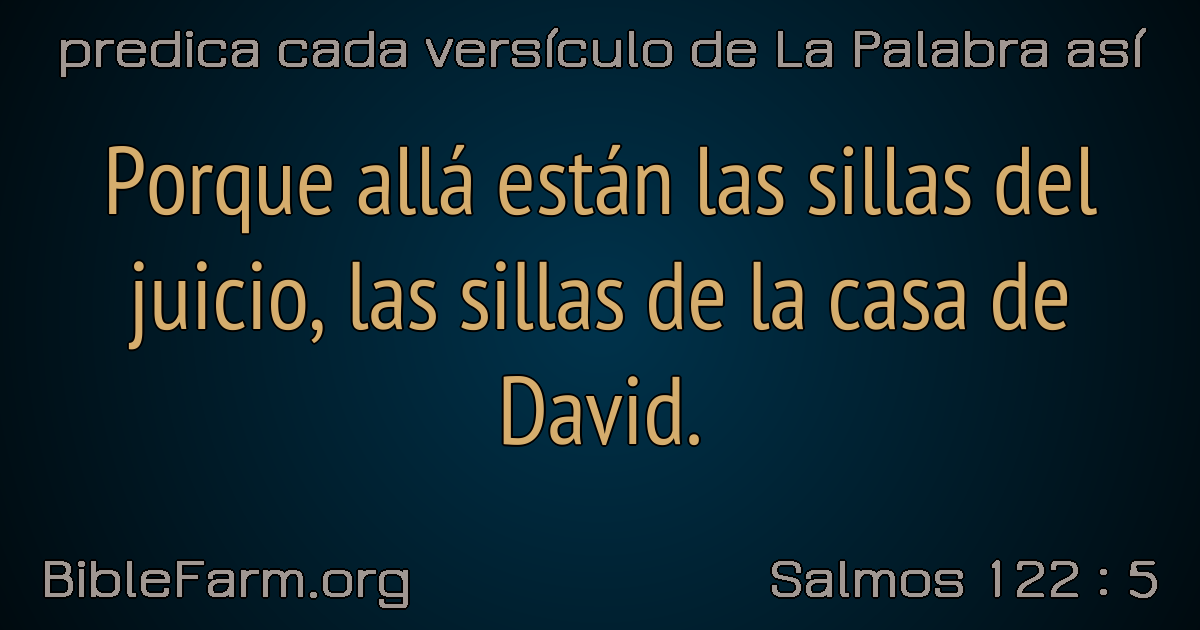 predica cada versículo de La Palabra así
Porque allá están las sillas del
juicio, las sillas de la casa de
David.
BibleFarm.org
Salmos 122 : 5